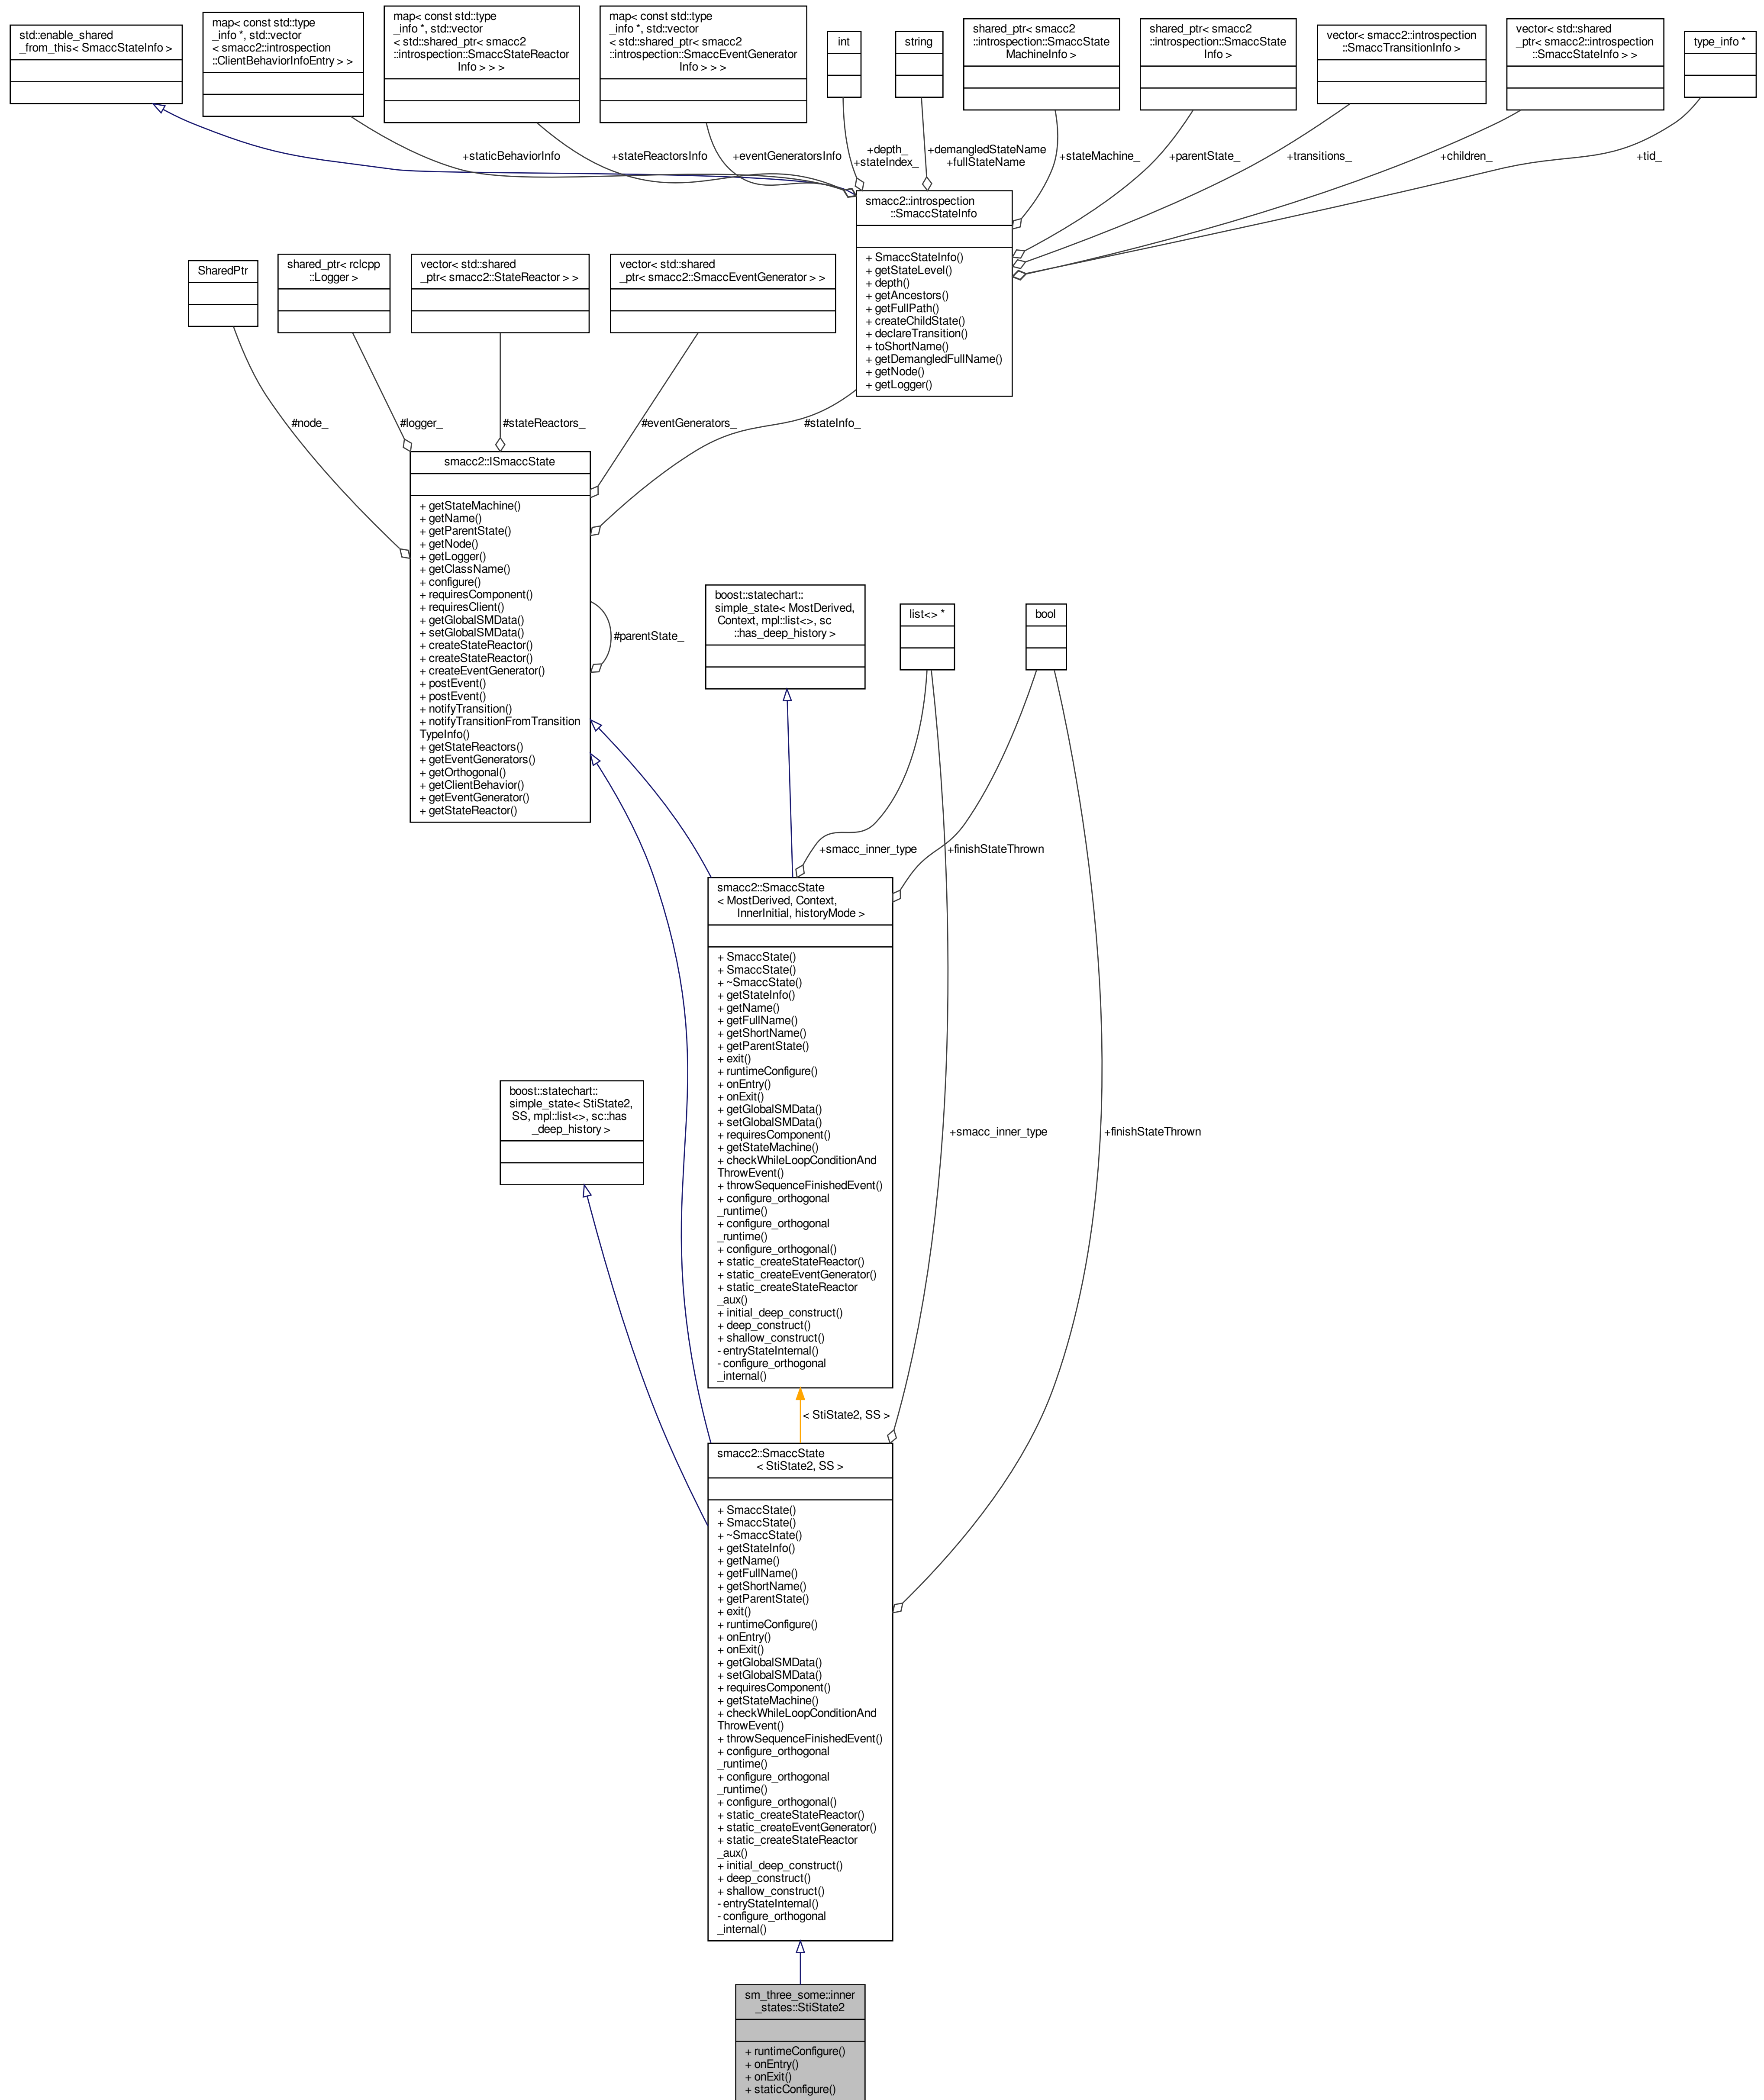 std::enable_shared
_from_this< SmaccStateInfo >
map< const std::type
_info *, std::vector
< smacc2::introspection
::ClientBehaviorInfoEntry > >
map< const std::type
_info *, std::vector
< std::shared_ptr< smacc2
::introspection::SmaccStateReactor
Info > > >
map< const std::type
_info *, std::vector
< std::shared_ptr< smacc2
::introspection::SmaccEventGenerator
Info > > >
int
string
shared_ptr< smacc2
::introspection::SmaccState
MachineInfo >
shared_ptr< smacc2
::introspection::SmaccState
Info >
vector< smacc2::introspection
::SmaccTransitionInfo >
vector< std::shared
_ptr< smacc2::introspection
::SmaccStateInfo > >
type_info *
+staticBehaviorInfo
+stateReactorsInfo
+eventGeneratorsInfo
+depth_
+stateIndex_
+demangledStateName
+fullStateName
+stateMachine_
+parentState_
+transitions_
+children_
+tid_
smacc2::introspection
::SmaccStateInfo
+ SmaccStateInfo()
+ getStateLevel()
+ depth()
+ getAncestors()
+ getFullPath()
+ createChildState()
+ declareTransition()
+ toShortName()
+ getDemangledFullName()
+ getNode()
+ getLogger()
SharedPtr
shared_ptr< rclcpp
::Logger >
vector< std::shared
_ptr< smacc2::StateReactor > >
vector< std::shared
_ptr< smacc2::SmaccEventGenerator > >
#node_
#logger_
#stateReactors_
#eventGenerators_
#stateInfo_
smacc2::ISmaccState
+ getStateMachine()
+ getName()
+ getParentState()
+ getNode()
+ getLogger()
+ getClassName()
+ configure()
+ requiresComponent()
+ requiresClient()
+ getGlobalSMData()
+ setGlobalSMData()
+ createStateReactor()
+ createStateReactor()
+ createEventGenerator()
+ postEvent()
+ postEvent()
+ notifyTransition()
+ notifyTransitionFromTransition
TypeInfo()
+ getStateReactors()
+ getEventGenerators()
+ getOrthogonal()
+ getClientBehavior()
+ getEventGenerator()
+ getStateReactor()
#parentState_
boost::statechart::
simple_state< MostDerived,
Context, mpl::list<>, sc
::has_deep_history >
list<> *
bool
+smacc_inner_type
+finishStateThrown
smacc2::SmaccState
< MostDerived, Context,
InnerInitial, historyMode >
+ SmaccState()
+ SmaccState()
+ ~SmaccState()
+ getStateInfo()
+ getName()
+ getFullName()
+ getShortName()
+ getParentState()
+ exit()
+ runtimeConfigure()
+ onEntry()
+ onExit()
+ getGlobalSMData()
+ setGlobalSMData()
+ requiresComponent()
+ getStateMachine()
+ checkWhileLoopConditionAnd
ThrowEvent()
+ throwSequenceFinishedEvent()
+ configure_orthogonal
_runtime()
+ configure_orthogonal
_runtime()
+ configure_orthogonal()
+ static_createStateReactor()
+ static_createEventGenerator()
+ static_createStateReactor
_aux()
+ initial_deep_construct()
+ deep_construct()
+ shallow_construct()
- entryStateInternal()
- configure_orthogonal
_internal()
boost::statechart::
simple_state< StiState2,
SS, mpl::list<>, sc::has
_deep_history >
+smacc_inner_type
+finishStateThrown
< StiState2, SS >
smacc2::SmaccState
< StiState2, SS >
+ SmaccState()
+ SmaccState()
+ ~SmaccState()
+ getStateInfo()
+ getName()
+ getFullName()
+ getShortName()
+ getParentState()
+ exit()
+ runtimeConfigure()
+ onEntry()
+ onExit()
+ getGlobalSMData()
+ setGlobalSMData()
+ requiresComponent()
+ getStateMachine()
+ checkWhileLoopConditionAnd
ThrowEvent()
+ throwSequenceFinishedEvent()
+ configure_orthogonal
_runtime()
+ configure_orthogonal
_runtime()
+ configure_orthogonal()
+ static_createStateReactor()
+ static_createEventGenerator()
+ static_createStateReactor
_aux()
+ initial_deep_construct()
+ deep_construct()
+ shallow_construct()
- entryStateInternal()
- configure_orthogonal
_internal()
sm_three_some::inner
_states::StiState2
+ runtimeConfigure()
+ onEntry()
+ onExit()
+ staticConfigure()